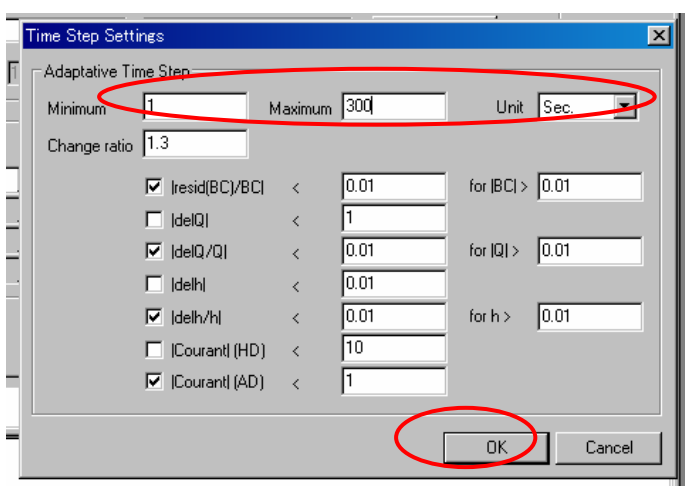 Time Step Settings
Adaptative Time Step
Minimum 1 Maximum 300 Unit Sec.
Change ratio 1.3
|resid(BC)/BC| < 0.01 for |BC| > 0.01
|delQ| < 1
|delQ/Q| < 0.01 for |Q| > 0.01
|delh| < 0.01
|delh/h| < 0.01 for h > 0.01
|Courant| (HD) < 10
|Courant| (AD) < 1
OK Cancel